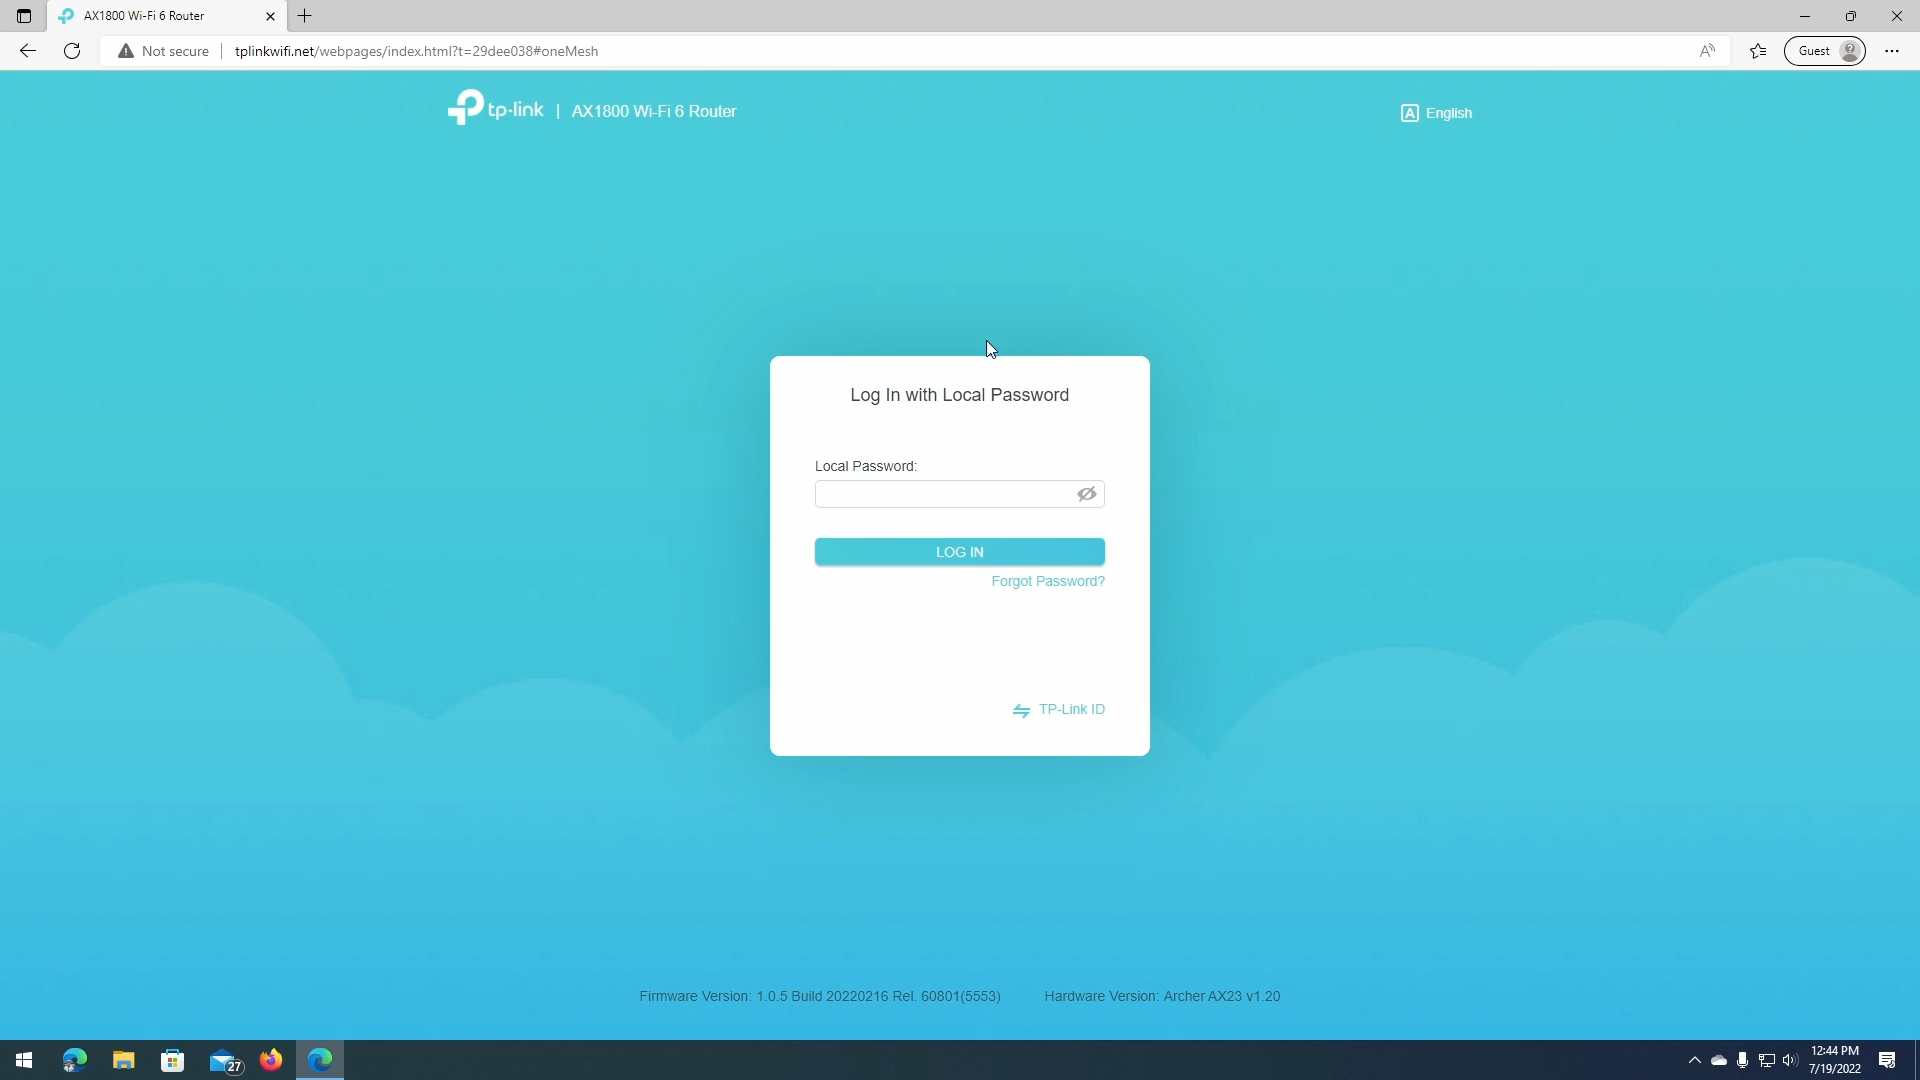 AX1800 Wi-Fi 6 Router
Not secure | tplinkwifi.net/webpages/index.html?t=29dee038#oneMesh
Guest
tp-link | AX1800 Wi-Fi 6 Router
English
Log In with Local Password
Local Password:
LOG IN
Forgot Password?
TP-Link ID
Firmware Version: 1.0.5 Build 20220216 Rel. 60801(5553) Hardware Version: Archer AX23 v1.20
27
12:44 PM
7/19/2022